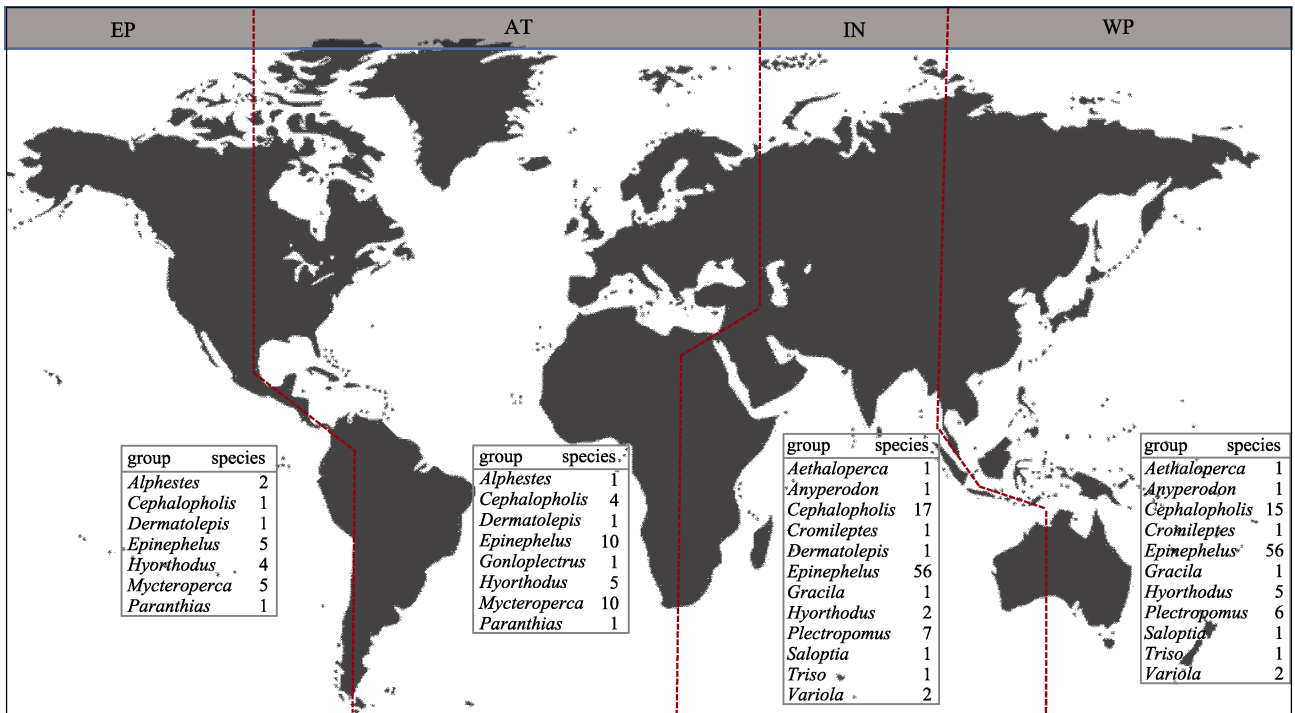 EP AT IN WP
group species
Alphestes 2
Cephalopholis 1
Dermatolepis 1
Epinephelus 5
Hyorthodus 4
Mycteroperca 5
Paranthias 1
group species
Alphestes 1
Cephalopholis 4
Dermatolepis 1
Epinephelus 10
Gonloplectrus 1
Hyorthodus 5
Mycteroperca 10
Paranthias 1
group species
Aethaloperca 1
Anyperodon 1
Cephalopholis 17
Cromileptes 1
Dermatolepis 1
Epinephelus 56
Gracila 1
Hyorthodus 2
Plectropomus 7
Saloptia 1
Triso 1
Variola 2
group species
Aethaloperca 1
Anyperodon 1
Cephalopholis 15
Cromileptes 1
Epinephelus 56
Gracila 1
Hyorthodus 5
Plectropomus 6
Saloptia 1
Triso 1
Variola 2